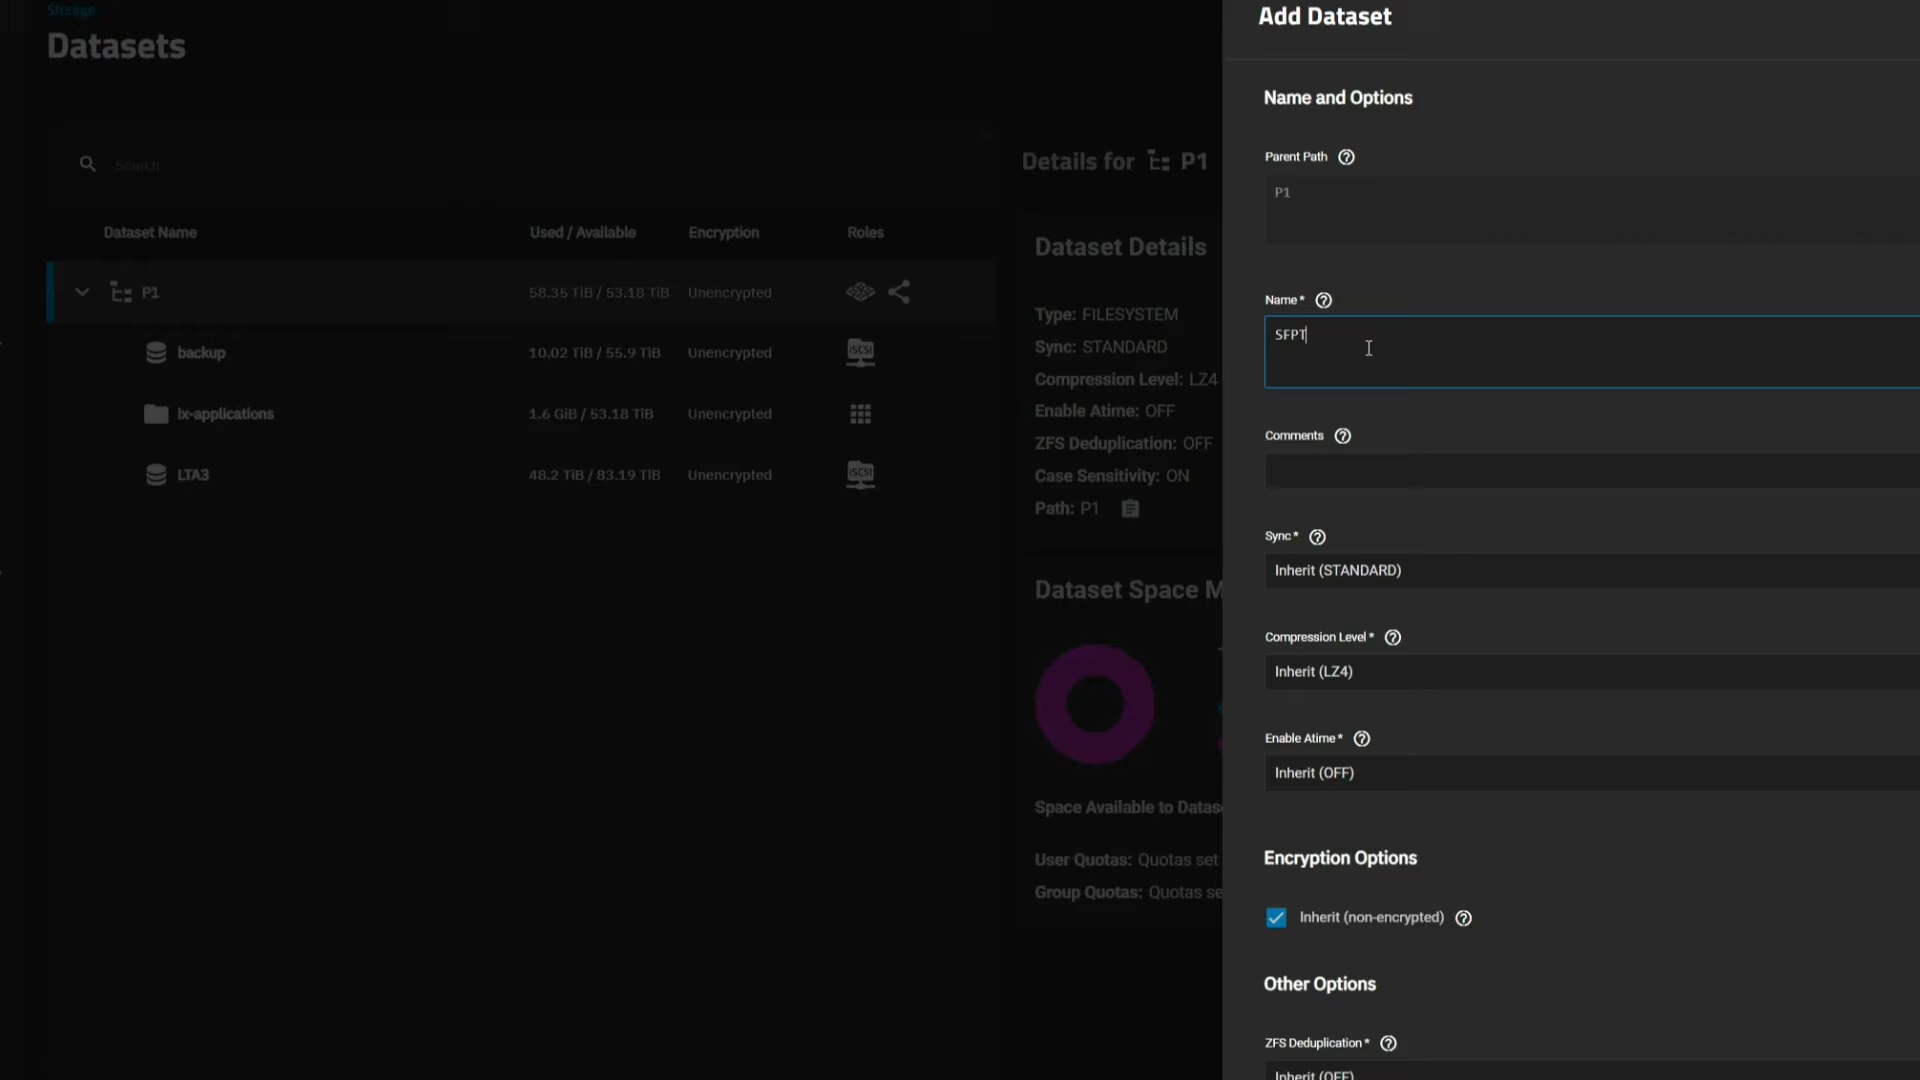 Storage
Datasets
Search
Dataset Name Used / Available Encryption Roles
P1 58.35 TiB / 53.18 TiB Unencrypted
backup 10.02 TiB / 55.9 TiB Unencrypted iSCSI
ix-applications 1.6 GiB / 53.18 TiB Unencrypted
LTA3 48.2 TiB / 83.19 TiB Unencrypted iSCSI
Details for P1
Dataset Details
Type: FILESYSTEM
Sync: STANDARD
Compression Level: LZ4
Enable Atime: OFF
ZFS Deduplication: OFF
Case Sensitivity: ON
Path: P1
Dataset Space M
Space Available to Datase
User Quotas: Quotas set
Group Quotas: Quotas se
Add Dataset
Name and Options
Parent Path
P1
Name*
SFPT
Comments
Sync*
Inherit (STANDARD)
Compression Level*
Inherit (LZ4)
Enable Atime*
Inherit (OFF)
Encryption Options
Inherit (non-encrypted)
Other Options
ZFS Deduplication*
Inherit (OFF)